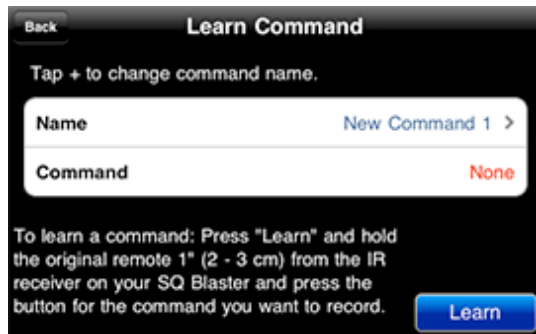 Back
Learn Command
Tap + to change command name.
Name New Command 1 >
Command None
To learn a command: Press "Learn" and hold
the original remote 1" (2 - 3 cm) from the IR
receiver on your SQ Blaster and press the
button for the command you want to record.
Learn